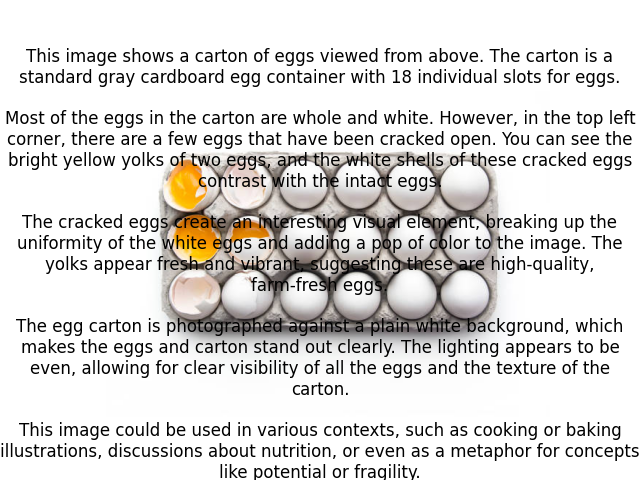 This image shows a carton of eggs viewed from above. The carton is a
standard gray cardboard egg container with 18 individual slots for eggs.
Most of the eggs in the carton are whole and white. However, in the top left
corner, there are a few eggs that have been cracked open. You can see the
bright yellow yolks of two eggs, and the white shells of these cracked eggs
contrast with the intact eggs.
The cracked eggs create an interesting visual element, breaking up the
uniformity of the white eggs and adding a pop of color to the image. The
yolks appear fresh and vibrant, suggesting these are high-quality,
farm-fresh eggs.
The egg carton is photographed against a plain white background, which
makes the eggs and carton stand out clearly. The lighting appears to be
even, allowing for clear visibility of all the eggs and the texture of the
carton.
This image could be used in various contexts, such as cooking or baking
illustrations, discussions about nutrition, or even as a metaphor for concepts
like potential or fragility.